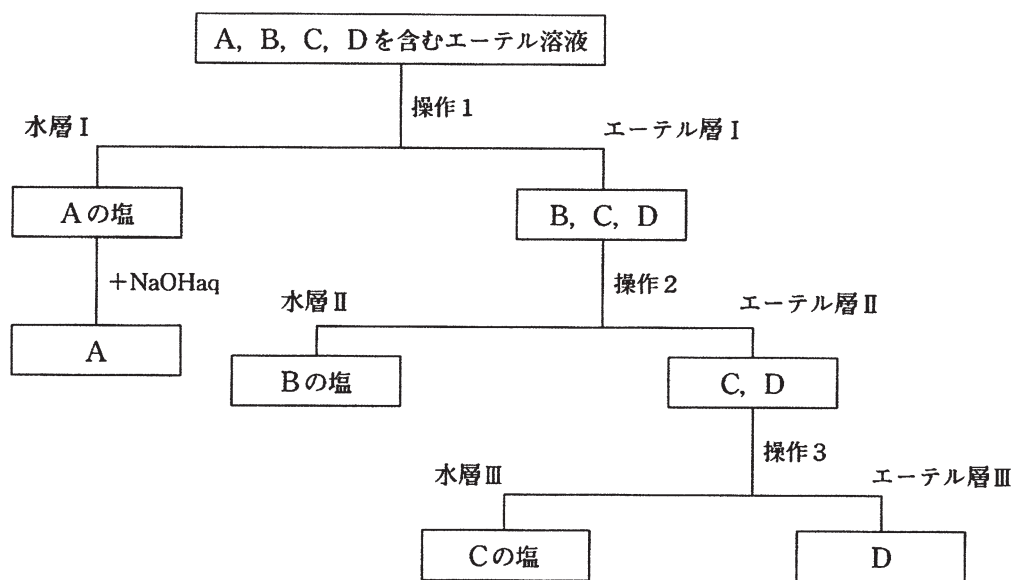 A, B, C, Dを含むエーテル溶液
操作1
水層Ⅰ
エーテル層Ⅰ
Aの塩
B, C, D
+NaOHaq
操作2
水層Ⅱ
エーテル層Ⅱ
A
Bの塩
C, D
操作3
水層Ⅲ
エーテル層Ⅲ
Cの塩
D